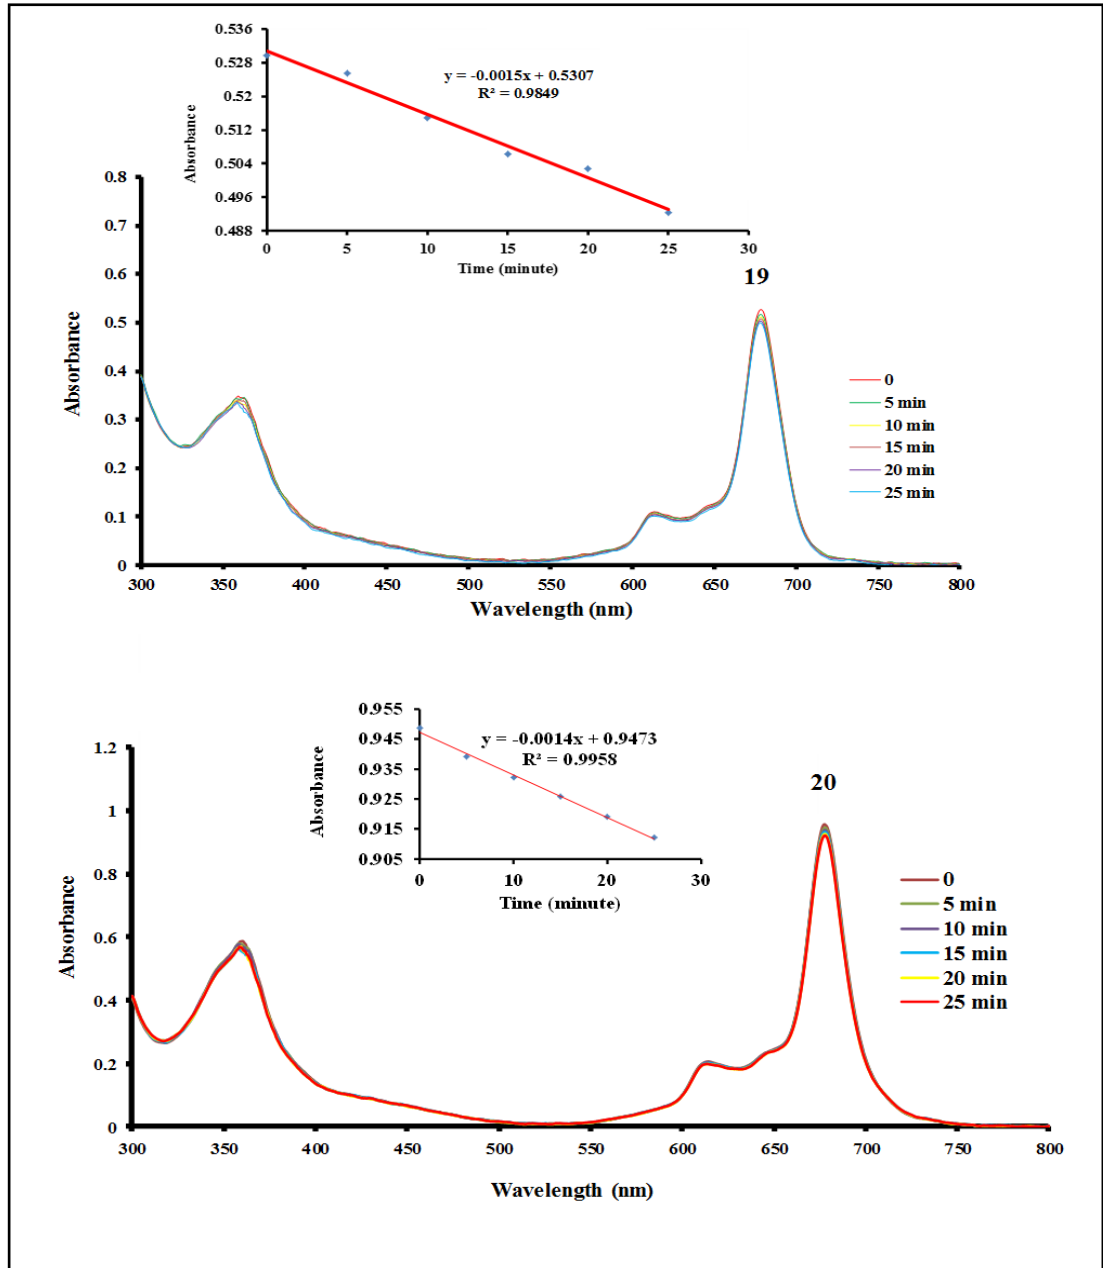 0.536
0.528
0.52
0.512
0.504
0.496
0.488
Absorbance
y = -0.0015x + 0.5307
R² = 0.9849
0 5 10 15 20 25 30
Time (minute)
0.8
0.7
0.6
0.5
0.4
0.3
0.2
0.1
0
Absorbance
19
0
5 min
10 min
15 min
20 min
25 min
300 350 400 450 500 550 600 650 700 750 800
Wavelength (nm)
0.955
0.945
0.935
0.925
0.915
0.905
Absorbance
y = -0.0014x + 0.9473
R² = 0.9958
0 10 20 30
Time (minute)
1.2
1
0.8
0.6
0.4
0.2
0
Absorbance
20
0
5 min
10 min
15 min
20 min
25 min
300 350 400 450 500 550 600 650 700 750 800
Wavelength (nm)